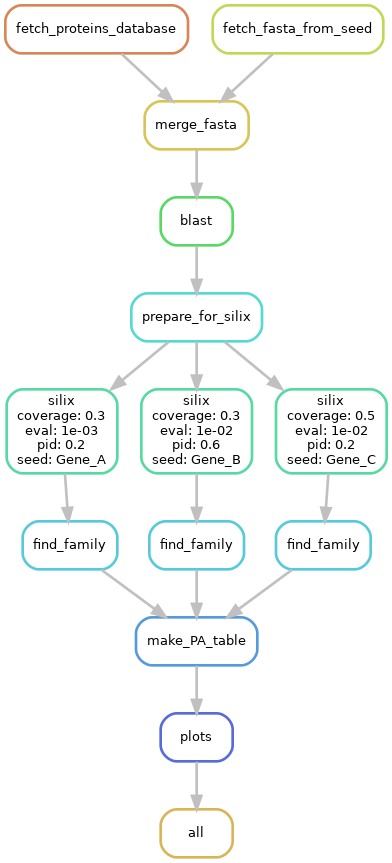 fetch_proteins_database
fetch_fasta_from_seed
merge_fasta
blast
prepare_for_silix
silix
coverage: 0.3
eval: 1e-03
pid: 0.2
seed: Gene_A
silix
coverage: 0.3
eval: 1e-02
pid: 0.6
seed: Gene_B
silix
coverage: 0.5
eval: 1e-02
pid: 0.2
seed: Gene_C
find_family
find_family
find_family
make_PA_table
plots
all